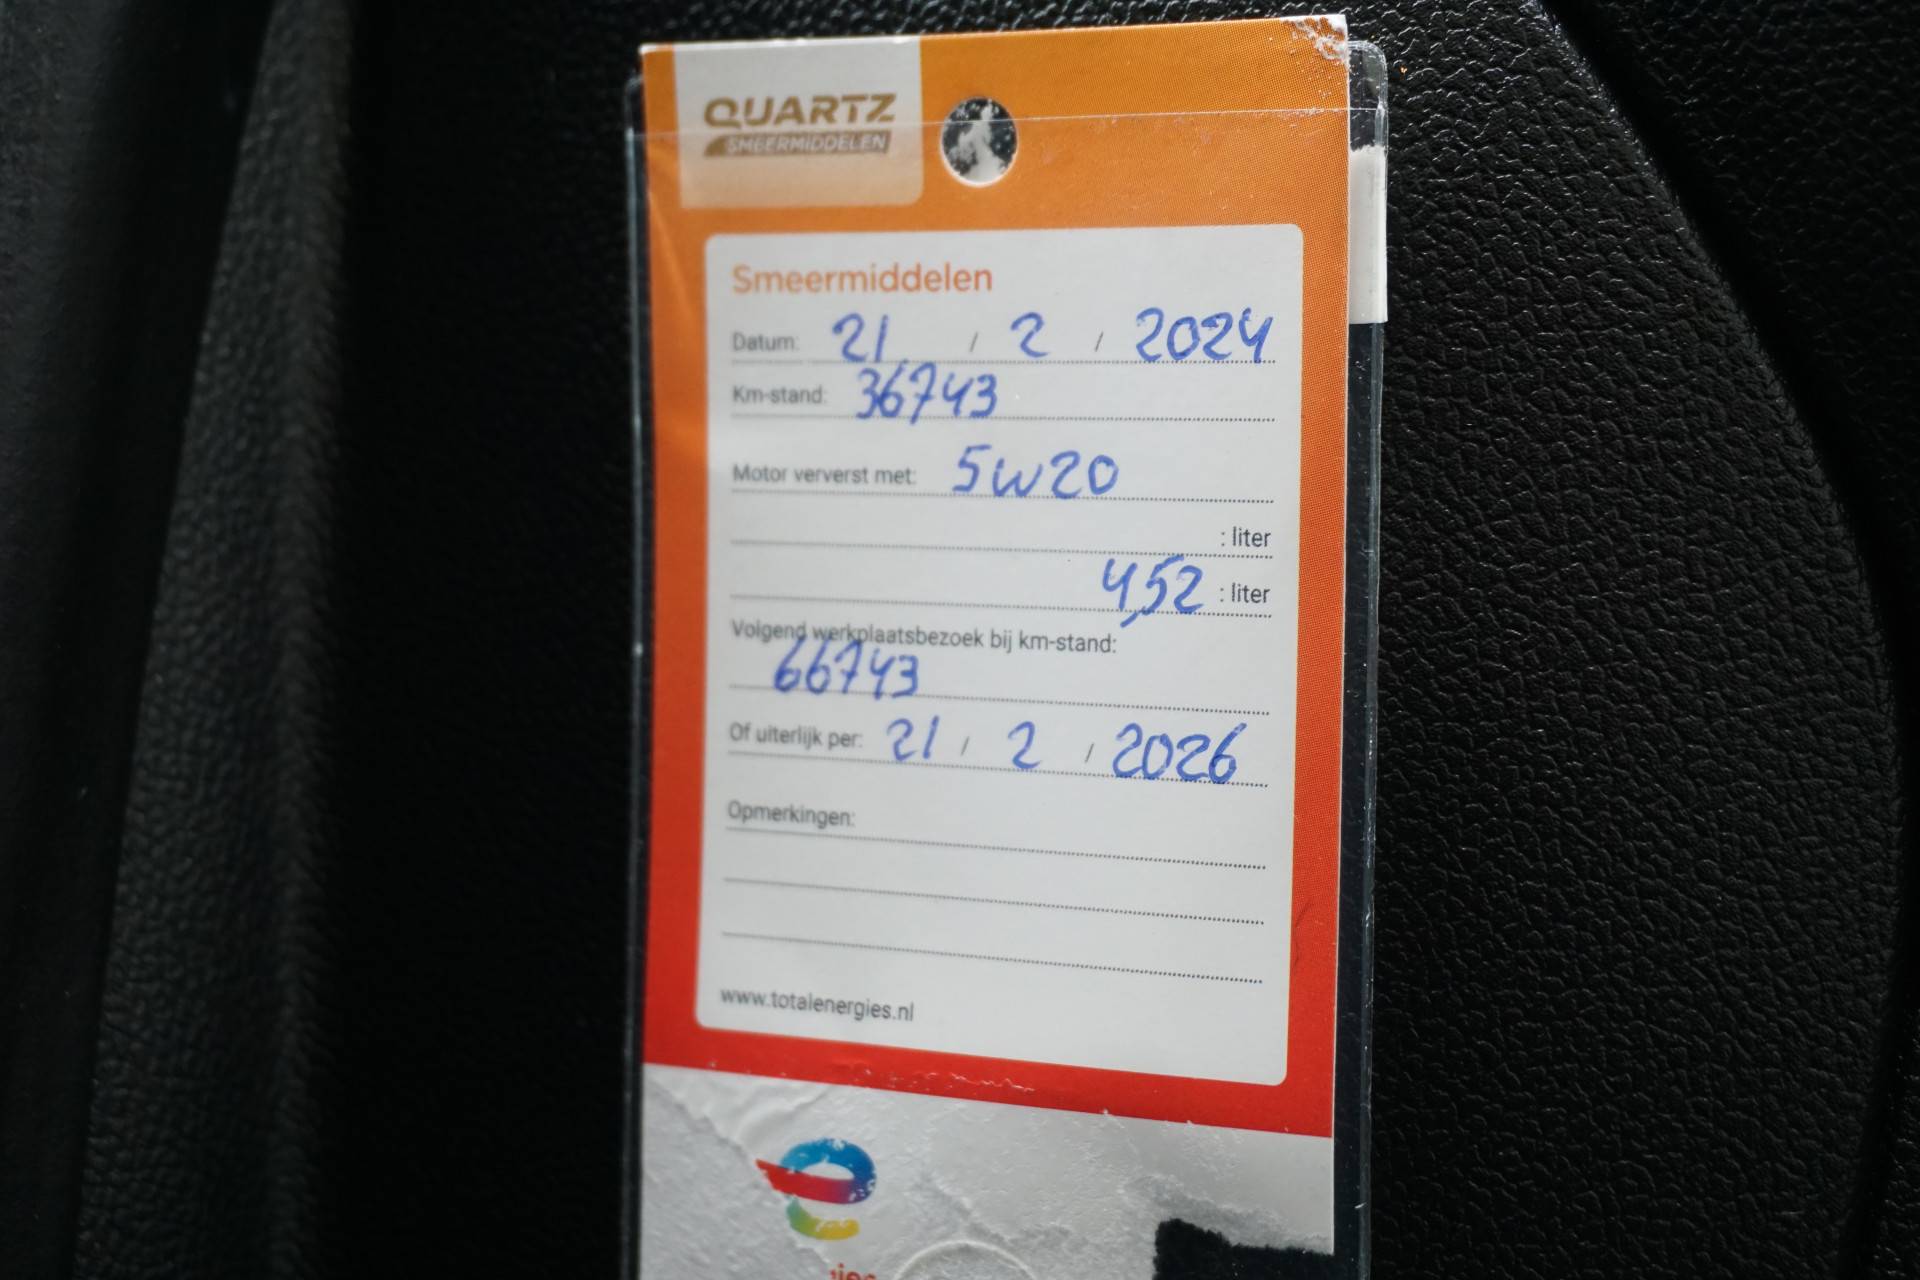 QUARTZ
SMEERMIDDELEN
Smeermiddelen
Datum: 21 / 2 / 2024
Km-stand: 36743
Motor ververst met: 5W20
: liter
4,52 : liter
Volgend werkplaatsbezoek bij km-stand:
66743
Of uiterlijk per: 21 / 2 / 2026
Opmerkingen:
www.totalenergies.nl